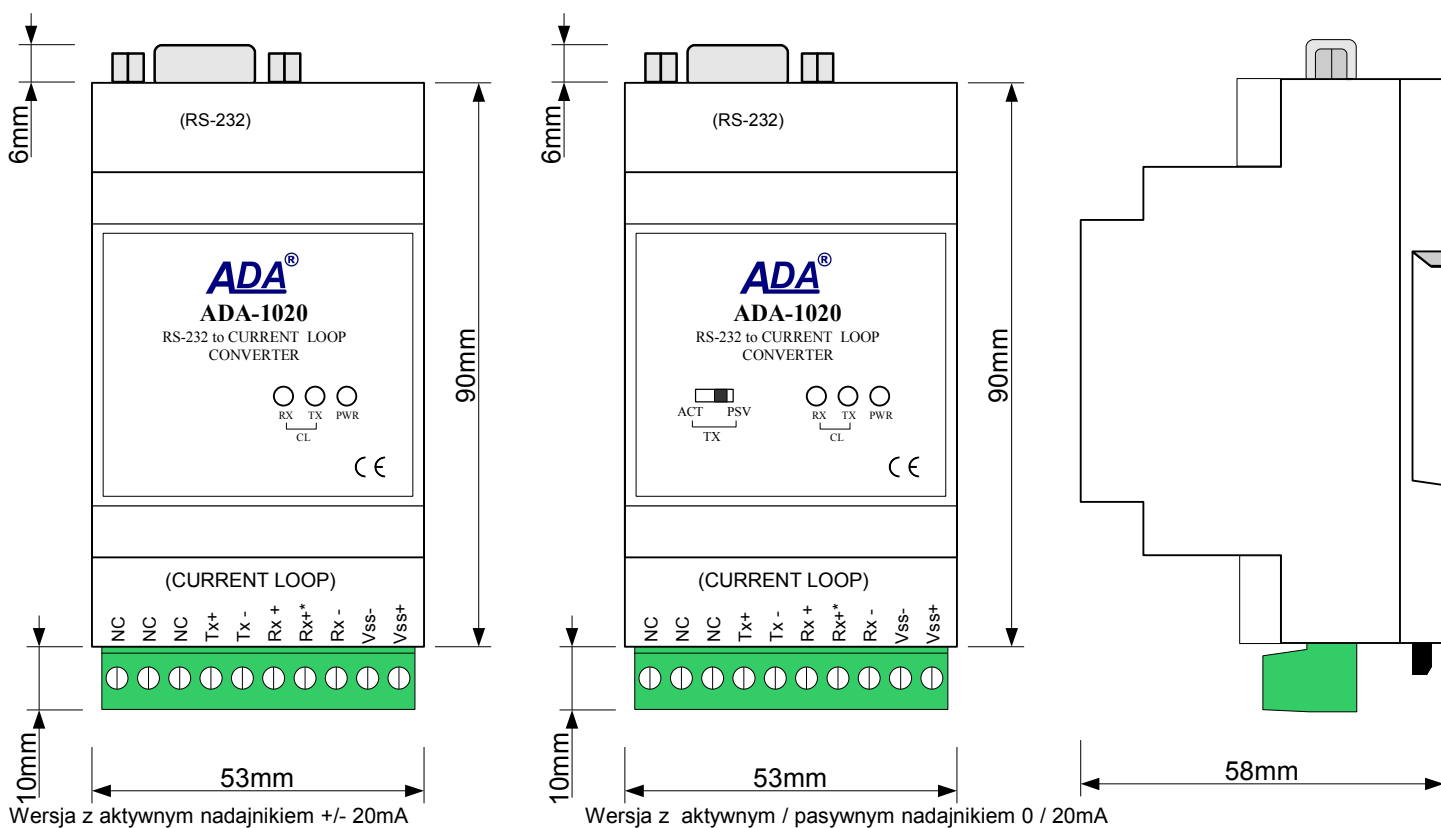 6mm
(RS-232)
ADA®
ADA-1020
RS-232 to CURRENT LOOP
CONVERTER
RX TX PWR
CL
CE
90mm
(CURRENT LOOP)
NC NC NC Tx+ Tx - Rx + Rx+* Rx - Vss- Vss+
10mm
53mm
Wersja z aktywnym nadajnikiem +/- 20mA
6mm
(RS-232)
ADA®
ADA-1020
RS-232 to CURRENT LOOP
CONVERTER
ACT PSV
TX
RX TX PWR
CL
CE
90mm
(CURRENT LOOP)
NC NC NC Tx+ Tx - Rx + Rx+* Rx - Vss- Vss+
10mm
53mm
Wersja z aktywnym / pasywnym nadajnikiem 0 / 20mA
58mm